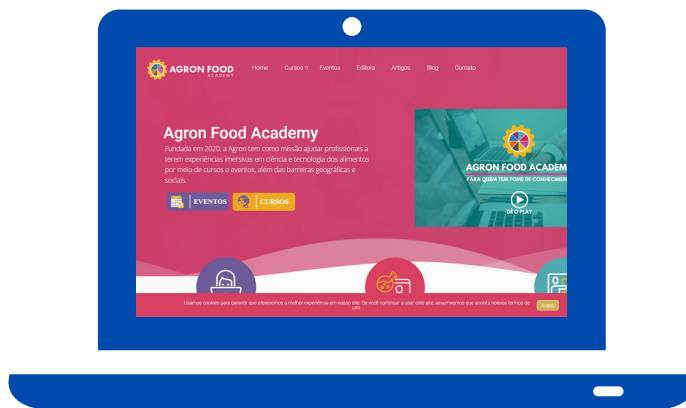 AGRON FOOD
ACADEMY
Home Cursos Eventos Editora Artigos Blog Contato
Agron Food Academy
Fundada em 2020, a Agron tem como missão ajudar profissionais a
terem experiências imersivas em ciência e tecnologia dos alimentos
por meio de cursos e eventos, além das barreiras geográficas e
sociais.
EVENTOS CURSOS
AGRON FOOD ACADEM
PARA QUEM TEM FOME DE CONHECIMEN
DÊ O PLAY
Usamos cookies para garantir que oferecemos a melhor experiência em nosso site. Se você continuar a usar este site, assumiremos que aceita nossos termos de
uso.
Aceito